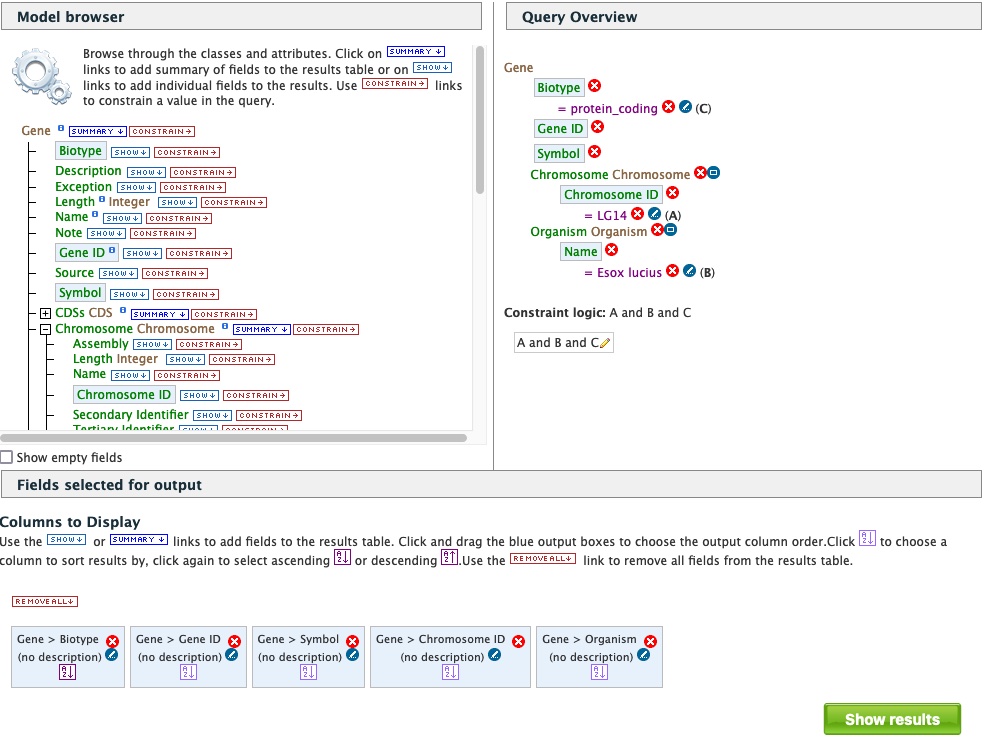 Model browser
Browse through the classes and attributes. Click on SUMMARY ↓
links to add summary of fields to the results table or on SHOW ↓
links to add individual fields to the results. Use CONSTRAIN → links
to constrain a value in the query.
Gene i SUMMARY ↓ CONSTRAIN →
Biotype SHOW ↓ CONSTRAIN →
Description SHOW ↓ CONSTRAIN →
Exception SHOW ↓ CONSTRAIN →
Length i Integer SHOW ↓ CONSTRAIN →
Name i SHOW ↓ CONSTRAIN →
Note SHOW ↓ CONSTRAIN →
Gene ID i SHOW ↓ CONSTRAIN →
Source SHOW ↓ CONSTRAIN →
Symbol SHOW ↓ CONSTRAIN →
CDSs CDS i SUMMARY ↓ CONSTRAIN →
Chromosome Chromosome i SUMMARY ↓ CONSTRAIN →
Assembly SHOW ↓ CONSTRAIN →
Length Integer SHOW ↓ CONSTRAIN →
Name SHOW ↓ CONSTRAIN →
Chromosome ID SHOW ↓ CONSTRAIN →
Secondary Identifier SHOW ↓ CONSTRAIN →
Tertiary Identifier SHOW ↓ CONSTRAIN →
Show empty fields
Query Overview
Gene
Biotype
= protein_coding (C)
Gene ID
Symbol
Chromosome Chromosome
Chromosome ID
= LG14 (A)
Organism Organism
Name
= Esox lucius (B)
Constraint logic: A and B and C
A and B and C
Fields selected for output
Columns to Display
Use the SHOW ↓ or SUMMARY ↓ links to add fields to the results table. Click and drag the blue output boxes to choose the output column order.Click AZ↓ to choose a
column to sort results by, click again to select ascending AZ↓ or descending AZ↑.Use the REMOVE ALL ↓ link to remove all fields from the results table.
REMOVE ALL ↓
Gene > Biotype
(no description)
AZ↓
Gene > Gene ID
(no description)
AZ↓
Gene > Symbol
(no description)
AZ↓
Gene > Chromosome ID
(no description)
AZ↓
Gene > Organism
(no description)
AZ↓
Show results